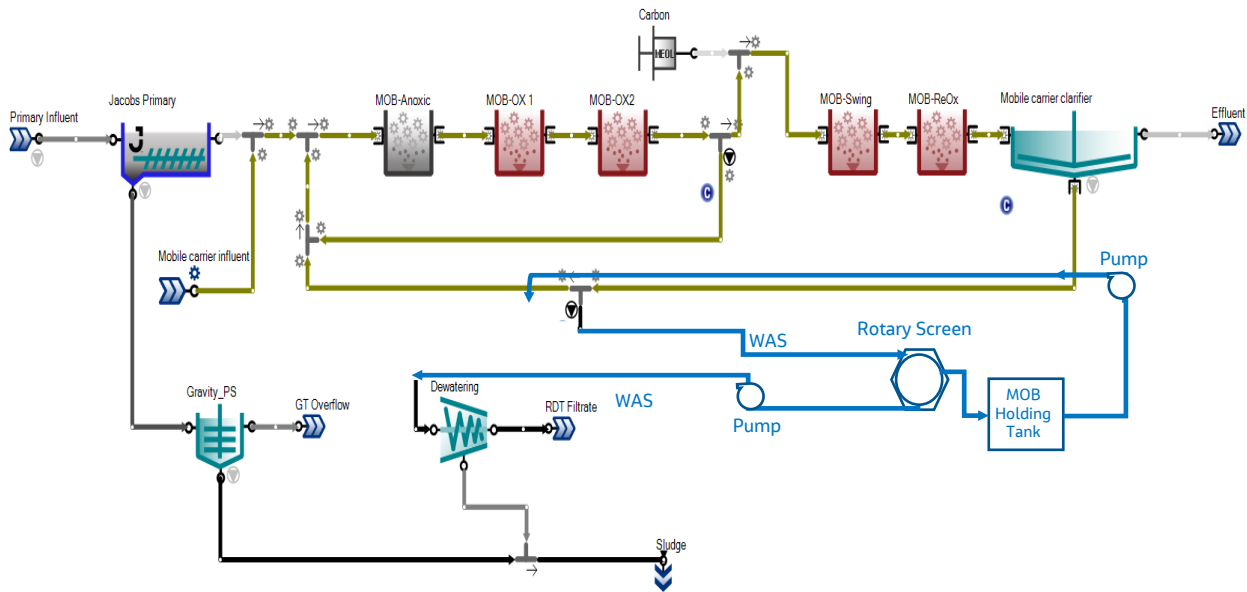 Carbon
MEOL
Jacobs Primary
MOB-Anoxic
MOB-OX 1
MOB-OX2
MOB-Swing
MOB-ReOx
Mobile carrier clarifier
Primary Influent
Effluent
J
C
C
Mobile carrier influent
Pump
Rotary Screen
WAS
MOB
Holding
Tank
Gravity_PS
GT Overflow
Dewatering
WAS
RDT Filtrate
Pump
Sludge